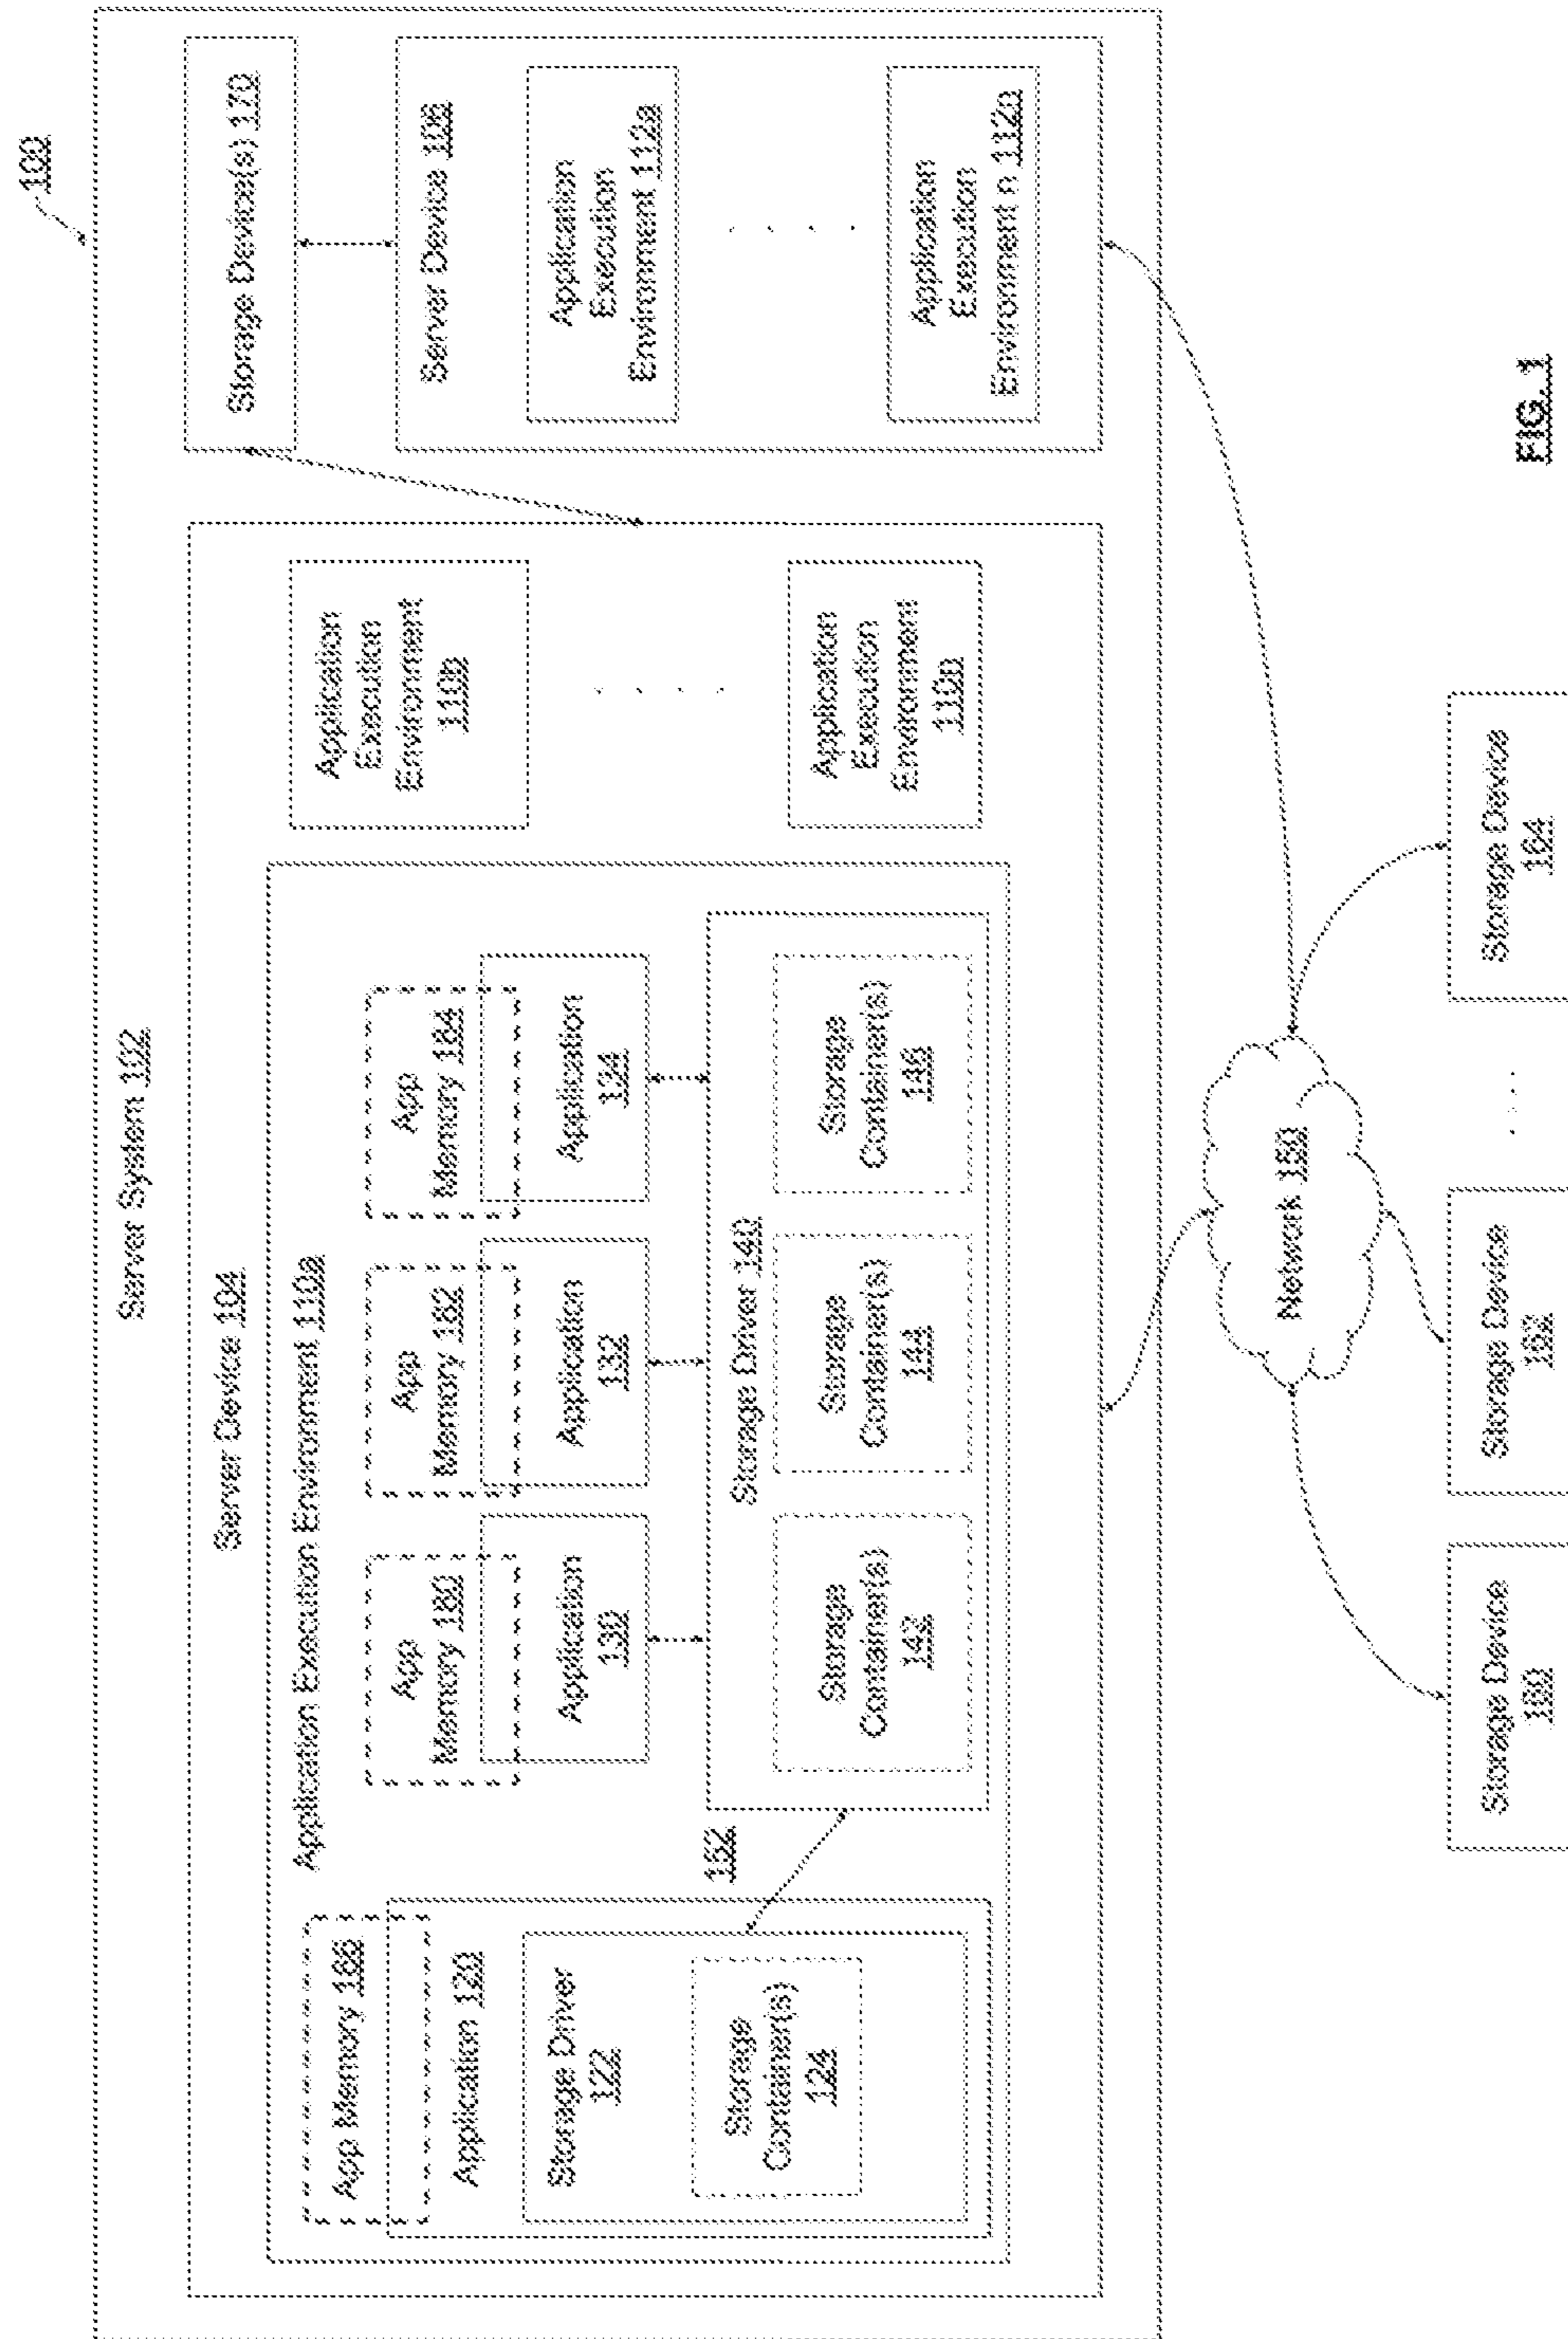 100
Server System 102
Server Device 104
Storage Device(s) 170
Application Execution Environment 110a
App Memory 186
Application 120
Storage Driver
122
Storage
Container(s)
124
152
App
Memory 180
Application
130
App
Memory 182
Application
132
App
Memory 184
Application
134
Storage Driver 140
Storage
Container(s)
142
Storage
Container(s)
144
Storage
Container(s)
146
Application
Execution
Environment
110b
. . . .
Application
Execution
Environment
110n
Server Device 106
Application
Execution
Environment 112a
. . . .
Application
Execution
Environment n 112n
Network 150
Storage Device
160
Storage Device
162
. . .
Storage Device
164
FIG. 1